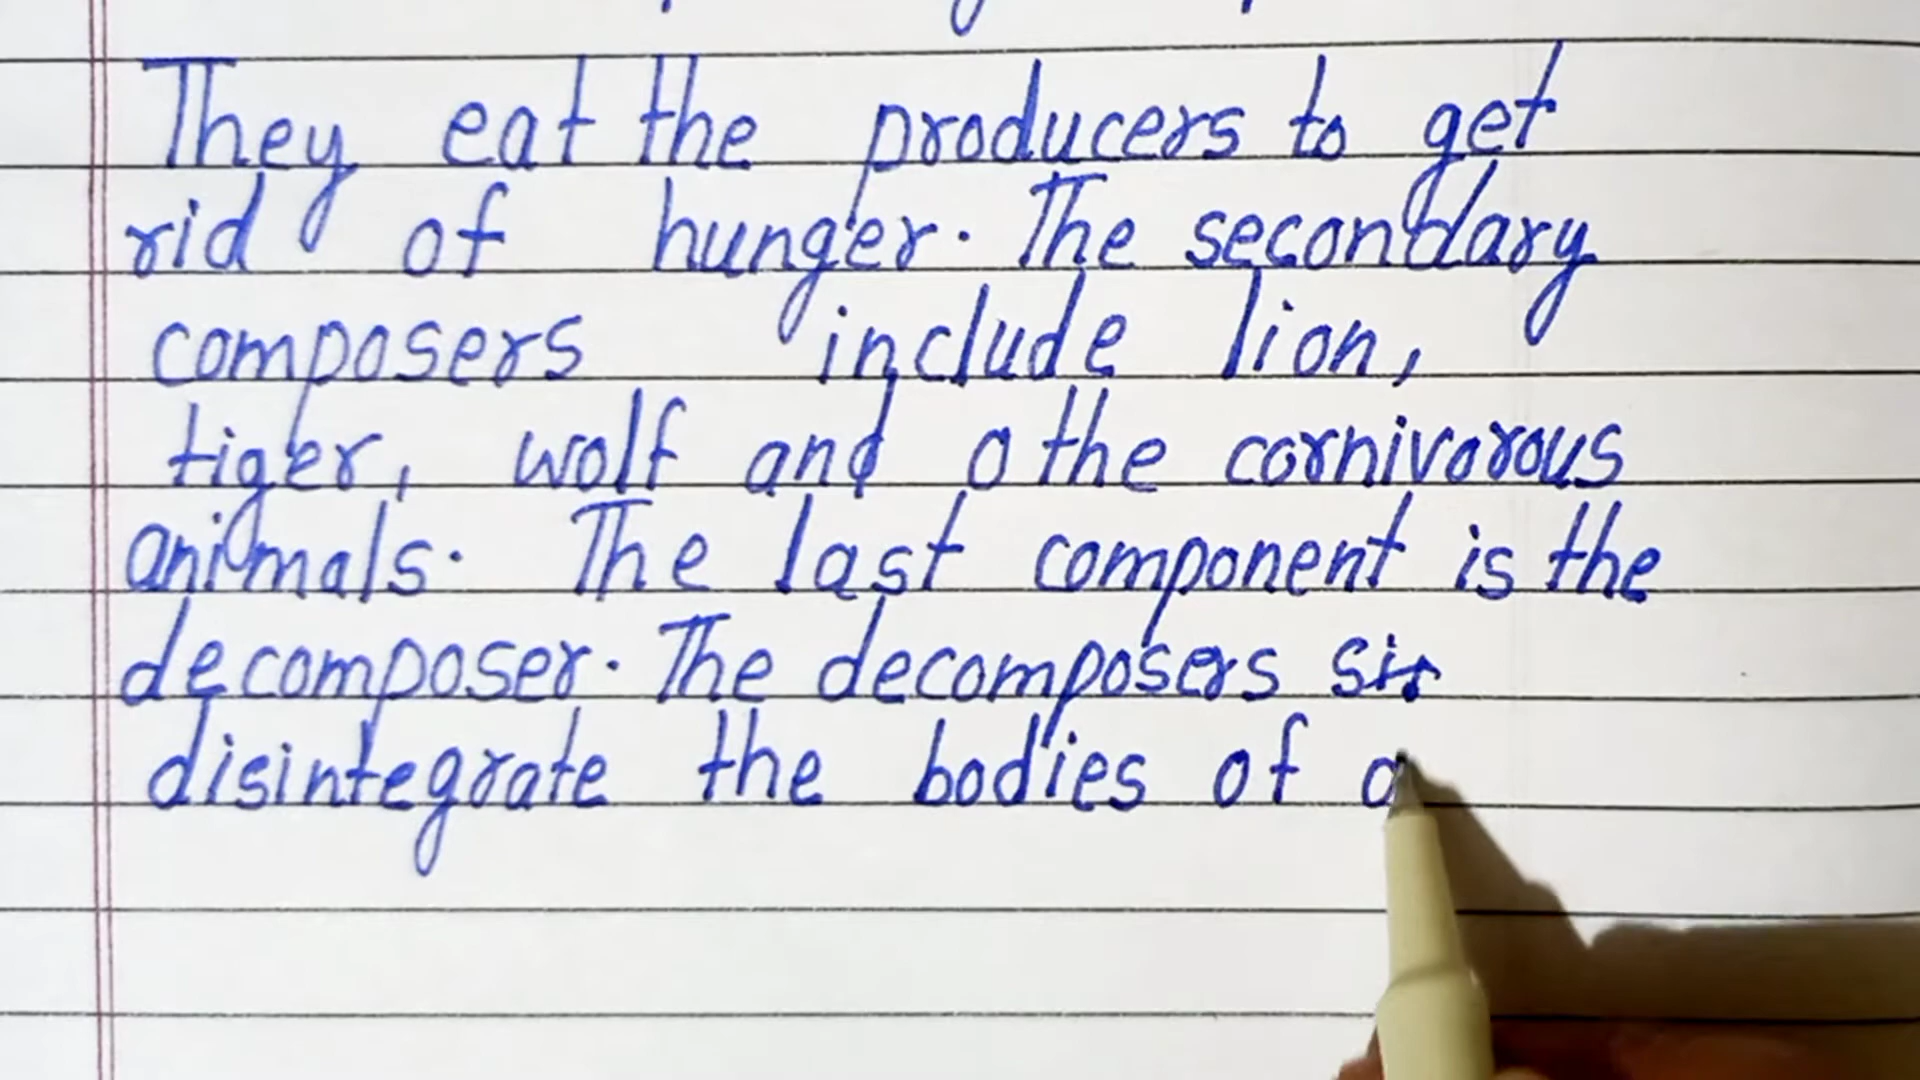 They eat the producers to get
rid of hunger. The secondary
composers include lion,
tiger, wolf and othe cornivorous
animals. The last component is the
decomposer. The decomposers
disintegrate the bodies of a